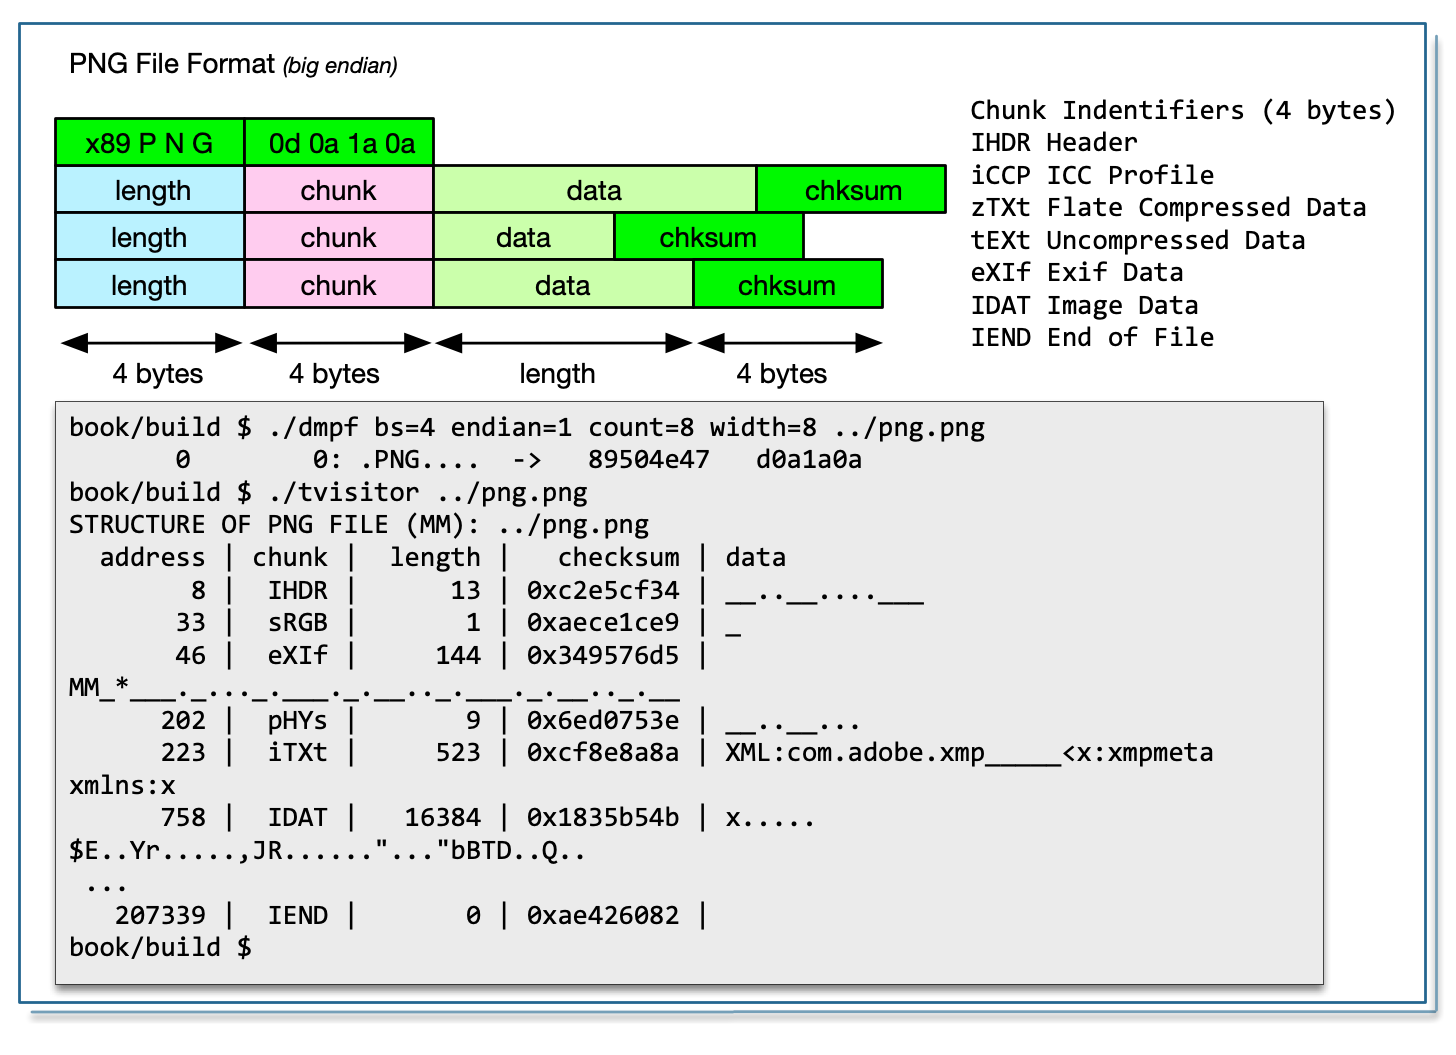 PNG File Format (big endian)
x89 P N G 0d 0a 1a 0a
length chunk data chksum
length chunk data chksum
length chunk data chksum
4 bytes 4 bytes length 4 bytes
Chunk Indentifiers (4 bytes)
IHDR Header
iCCP ICC Profile
zTXt Flate Compressed Data
tEXt Uncompressed Data
eXIf Exif Data
IDAT Image Data
IEND End of File
book/build $ ./dmpf bs=4 endian=1 count=8 width=8 ../png.png
       0        0: .PNG....  ->   89504e47   d0a1a0a
book/build $ ./tvisitor ../png.png
STRUCTURE OF PNG FILE (MM): ../png.png
  address | chunk |  length |   checksum | data
        8 |  IHDR |      13 | 0xc2e5cf34 | __..__....___
       33 |  sRGB |       1 | 0xaece1ce9 | _
       46 |  eXIf |     144 | 0x349576d5 |
MM_*___._..._.___._.__.._.___._.__.._.__
      202 |  pHYs |       9 | 0x6ed0753e | __..__...
      223 |  iTXt |     523 | 0xcf8e8a8a | XML:com.adobe.xmp_____<x:xmpmeta
xmlns:x
      758 |  IDAT |   16384 | 0x1835b54b | x.....
$E..Yr.....,JR......"..."bBTD..Q..
 ...
   207339 |  IEND |       0 | 0xae426082 |
book/build $